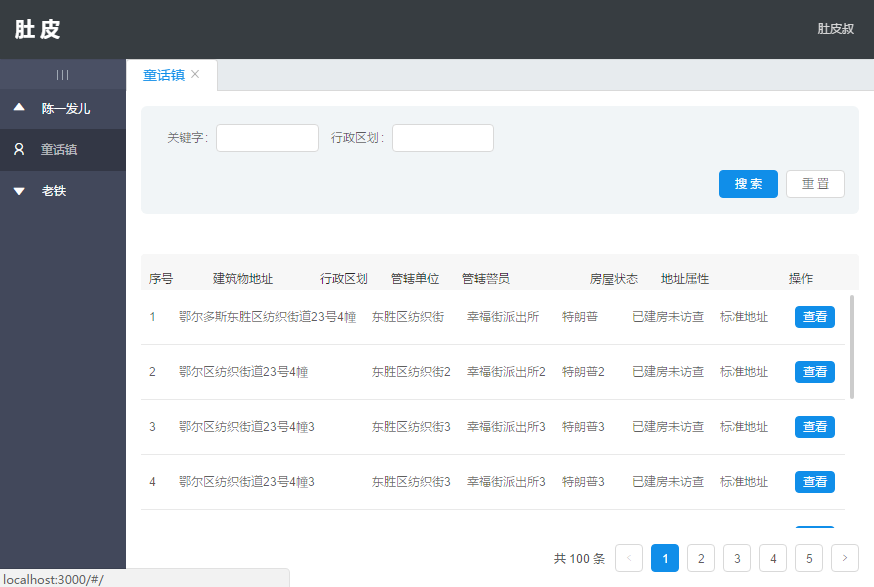 肚皮 肚皮叔
||| 童话镇 ×
陈一发儿
童话镇
老铁
关键字: 行政区划:
搜 索 重 置
序号 建筑物地址 行政区划 管辖单位 管辖警员 房屋状态 地址属性 操作
1 鄂尔多斯东胜区纺织街道23号4幢 东胜区纺织街 幸福街派出所 特朗普 已建房未访查 标准地址 查看
2 鄂尔区纺织街道23号4幢 东胜区纺织街2 幸福街派出所2 特朗普2 已建房未访查 标准地址 查看
3 鄂尔区纺织街道23号4幢3 东胜区纺织街3 幸福街派出所3 特朗普3 已建房未访查 标准地址 查看
4 鄂尔区纺织街道23号4幢3 东胜区纺织街3 幸福街派出所3 特朗普3 已建房未访查 标准地址 查看
共 100 条 < 1 2 3 4 5 >
localhost:3000/#/